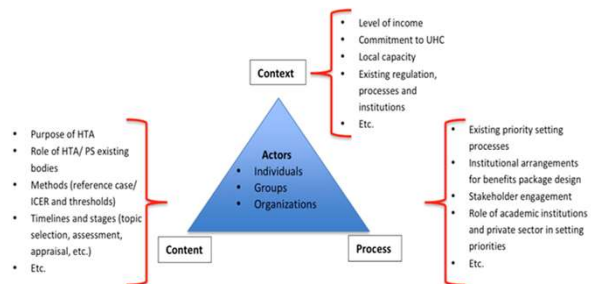 • Level of income
• Commitment to UHC
• Local capacity
• Existing regulation,
processes and
institutions
• Etc.
Context
• Purpose of HTA
• Role of HTA/ PS existing
bodies
• Methods (reference case/
ICER and thresholds)
• Timelines and stages (topic
selection, assessment,
appraisal, etc.)
• Etc.
Actors
• Individuals
• Groups
• Organizations
• Existing priority setting
processes
• Institutional arrangements
for benefits package design
• Stakeholder engagement
• Role of academic institutions
and private sector in setting
priorities
• Etc.
Content
Process